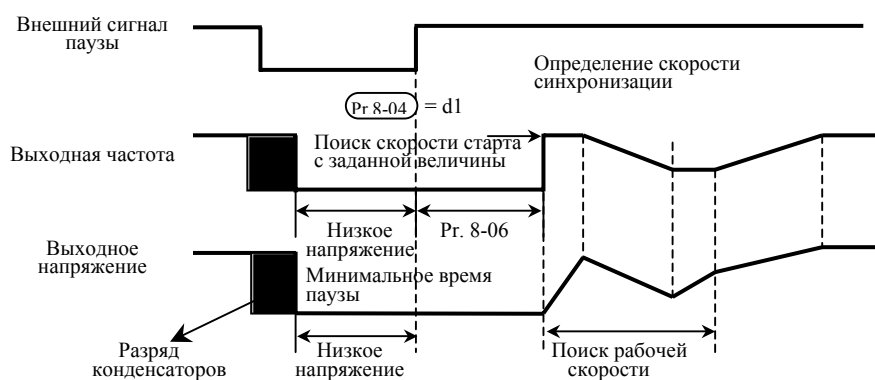 Внешний сигнал
паузы
Определение скорости
синхронизации
Pr 8-04 = d1
Выходная частота
Поиск скорости старта
с заданной величины
Низкое
напряжение
Pr. 8-06
Выходное
напряжение
Минимальное время
паузы
Разряд
конденсаторов
Низкое
напряжение
Поиск рабочей
скорости